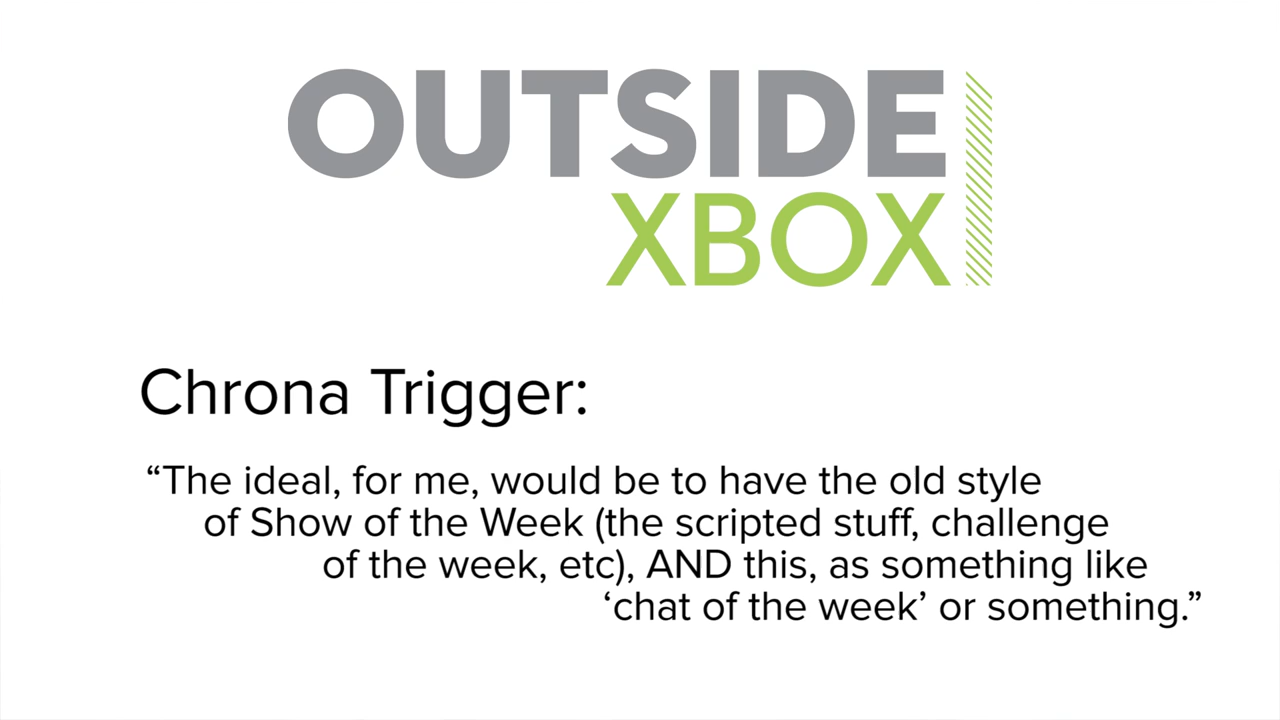 OUTSIDE
XBOX
Chrona Trigger:
“The ideal, for me, would be to have the old style
of Show of the Week (the scripted stuff, challenge
of the week, etc), AND this, as something like
‘chat of the week’ or something.”